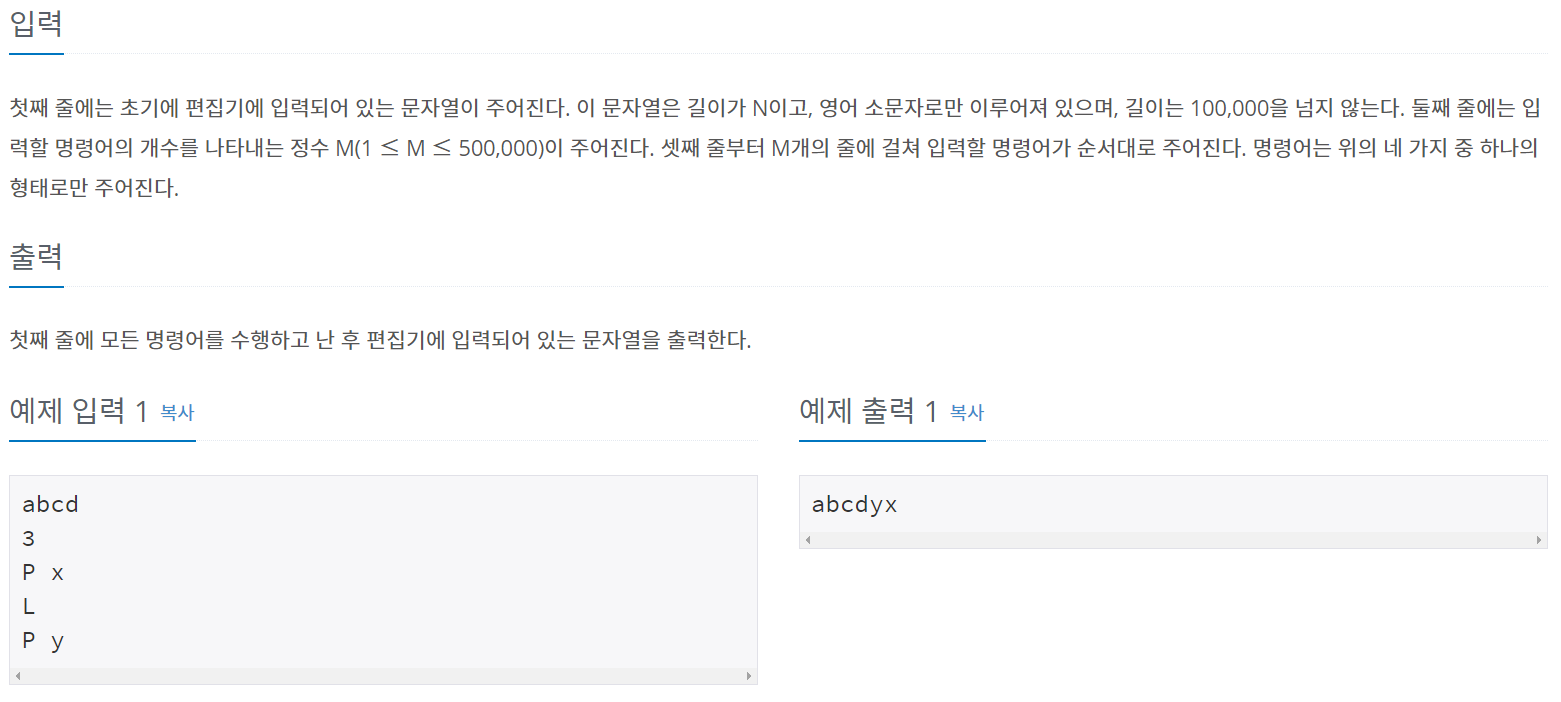 입력
첫째 줄에는 초기에 편집기에 입력되어 있는 문자열이 주어진다. 이 문자열은 길이가 N이고, 영어 소문자로만 이루어져 있으며, 길이는 100,000을 넘지 않는다. 둘째 줄에는 입
력할 명령어의 개수를 나타내는 정수 M(1 ≤ M ≤ 500,000)이 주어진다. 셋째 줄부터 M개의 줄에 걸쳐 입력할 명령어가 순서대로 주어진다. 명령어는 위의 네 가지 중 하나의
형태로만 주어진다.
출력
첫째 줄에 모든 명령어를 수행하고 난 후 편집기에 입력되어 있는 문자열을 출력한다.
예제 입력 1 복사
abcd
3
P x
L
P y
예제 출력 1 복사
abcdyx